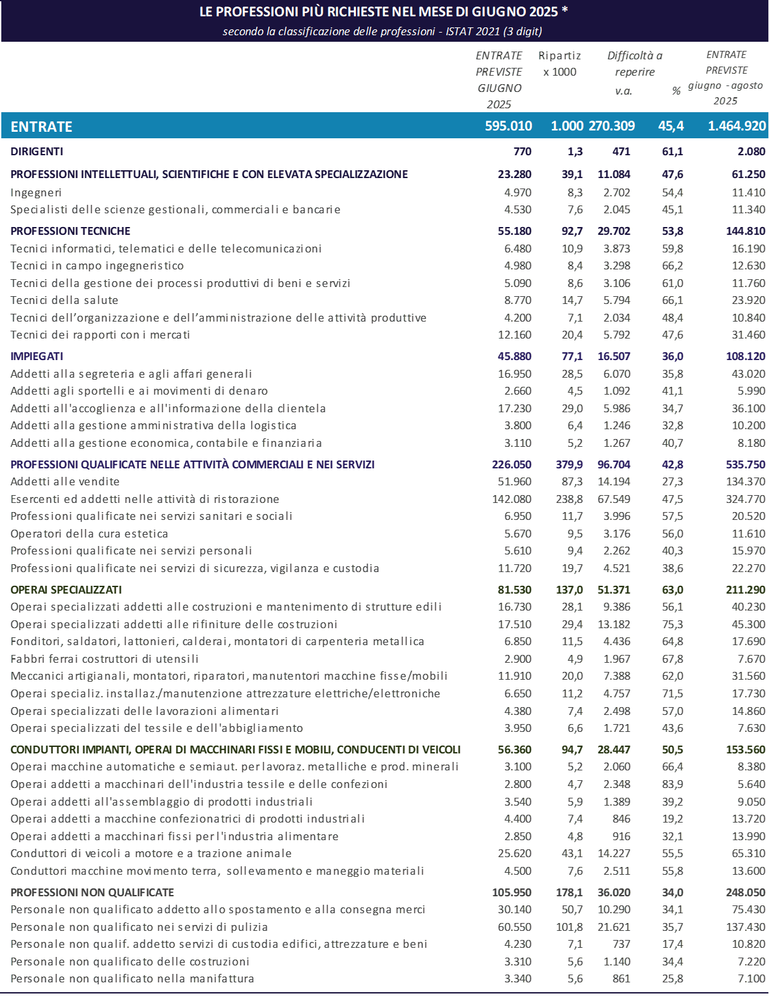 LE PROFESSIONI PIÙ RICHIESTE NEL MESE DI GIUGNO 2025 *
secondo la classificazione delle professioni - ISTAT 2021 (3 digit)
ENTRATE PREVISTE GIUGNO 2025 Ripartiz x 1000 Difficoltà a reperire v.a. % ENTRATE PREVISTE giugno - agosto 2025
ENTRATE 595.010 1.000 270.309 45,4 1.464.920
DIRIGENTI 770 1,3 471 61,1 2.080
PROFESSIONI INTELLETTUALI, SCIENTIFICHE E CON ELEVATA SPECIALIZZAZIONE 23.280 39,1 11.084 47,6 61.250
Ingegneri 4.970 8,3 2.702 54,4 11.410
Specialisti delle scienze gestionali, commerciali e bancarie 4.530 7,6 2.045 45,1 11.340
PROFESSIONI TECNICHE 55.180 92,7 29.702 53,8 144.810
Tecnici informatici, telematici e delle telecomunicazioni 6.480 10,9 3.873 59,8 16.190
Tecnici in campo ingegneristico 4.980 8,4 3.298 66,2 12.630
Tecnici della gestione dei processi produttivi di beni e servizi 5.090 8,6 3.106 61,0 11.760
Tecnici della salute 8.770 14,7 5.794 66,1 23.920
Tecnici dell’organizzazione e dell’amministrazione delle attività produttive 4.200 7,1 2.034 48,4 10.840
Tecnici dei rapporti con i mercati 12.160 20,4 5.792 47,6 31.460
IMPIEGATI 45.880 77,1 16.507 36,0 108.120
Addetti alla segreteria e agli affari generali 16.950 28,5 6.070 35,8 43.020
Addetti agli sportelli e ai movimenti di denaro 2.660 4,5 1.092 41,1 5.990
Addetti all'accoglienza e all'informazione della clientela 17.230 29,0 5.986 34,7 36.100
Addetti alla gestione amministrativa della logistica 3.800 6,4 1.246 32,8 10.200
Addetti alla gestione economica, contabile e finanziaria 3.110 5,2 1.267 40,7 8.180
PROFESSIONI QUALIFICATE NELLE ATTIVITÀ COMMERCIALI E NEI SERVIZI 226.050 379,9 96.704 42,8 535.750
Addetti alle vendite 51.960 87,3 14.194 27,3 134.370
Esercenti ed addetti nelle attività di ristorazione 142.080 238,8 67.549 47,5 324.770
Professioni qualificate nei servizi sanitari e sociali 6.950 11,7 3.996 57,5 20.520
Operatori della cura estetica 5.670 9,5 3.176 56,0 11.610
Professioni qualificate nei servizi personali 5.610 9,4 2.262 40,3 15.970
Professioni qualificate nei servizi di sicurezza, vigilanza e custodia 11.720 19,7 4.521 38,6 22.270
OPERAI SPECIALIZZATI 81.530 137,0 51.371 63,0 211.290
Operai specializzati addetti alle costruzioni e mantenimento di strutture edili 16.730 28,1 9.386 56,1 40.230
Operai specializzati addetti alle rifiniture delle costruzioni 17.510 29,4 13.182 75,3 45.300
Fonditori, saldatori, lattonieri, calderai, montatori di carpenteria metallica 6.850 11,5 4.436 64,8 17.690
Fabbri ferrai costruttori di utensili 2.900 4,9 1.967 67,8 7.670
Meccanici artigianali, montatori, riparatori, manutentori macchine fisse/mobili 11.910 20,0 7.388 62,0 31.560
Operai specializ. installaz./manutenzione attrezzature elettriche/elettroniche 6.650 11,2 4.757 71,5 17.730
Operai specializzati delle lavorazioni alimentari 4.380 7,4 2.498 57,0 14.860
Operai specializzati del tessile e dell'abbigliamento 3.950 6,6 1.721 43,6 7.630
CONDUTTORI IMPIANTI, OPERAI DI MACCHINARI FISSI E MOBILI, CONDUCENTI DI VEICOLI 56.360 94,7 28.447 50,5 153.560
Operai macchine automatiche e semiaut. per lavoraz. metalliche e prod. minerali 3.100 5,2 2.060 66,4 8.380
Operai addetti a macchinari dell'industria tessile e delle confezioni 2.800 4,7 2.348 83,9 5.640
Operai addetti all'assemblaggio di prodotti industriali 3.540 5,9 1.389 39,2 9.050
Operai addetti a macchine confezionatrici di prodotti industriali 4.400 7,4 846 19,2 13.720
Operai addetti a macchinari fissi per l'industria alimentare 2.850 4,8 916 32,1 13.990
Conduttori di veicoli a motore e a trazione animale 25.620 43,1 14.227 55,5 65.310
Conduttori macchine movimento terra, sollevamento e maneggio materiali 4.500 7,6 2.511 55,8 13.600
PROFESSIONI NON QUALIFICATE 105.950 178,1 36.020 34,0 248.050
Personale non qualificato addetto allo spostamento e alla consegna merci 30.140 50,7 10.290 34,1 75.430
Personale non qualificato nei servizi di pulizia 60.550 101,8 21.621 35,7 137.430
Personale non qualif. addetto servizi di custodia edifici, attrezzature e beni 4.230 7,1 737 17,4 10.820
Personale non qualificato delle costruzioni 3.310 5,6 1.140 34,4 7.220
Personale non qualificato nella manifattura 3.340 5,6 861 25,8 7.100